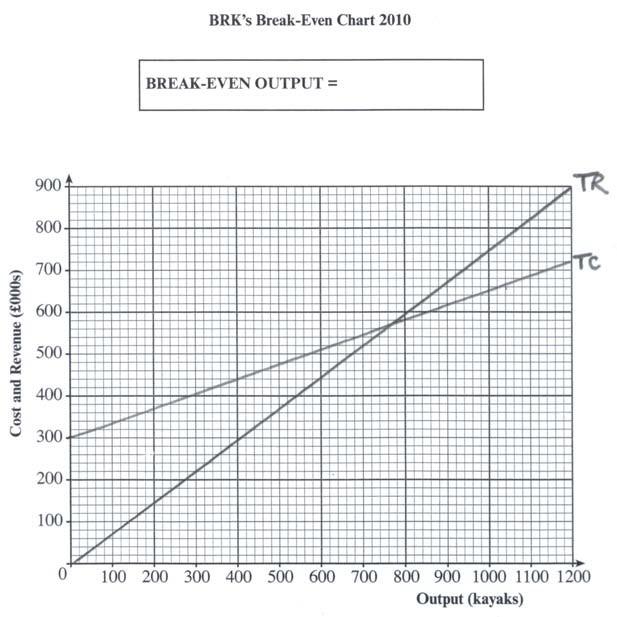 BRK's Break-Even Chart 2010
BREAK-EVEN OUTPUT =
900
TR
800
700
TC
600
500
400
300
200
100
0
100 200 300 400 500 600 700 800 900 1000 1100 1200
Cost and Revenue (£000s)
Output (kayaks)